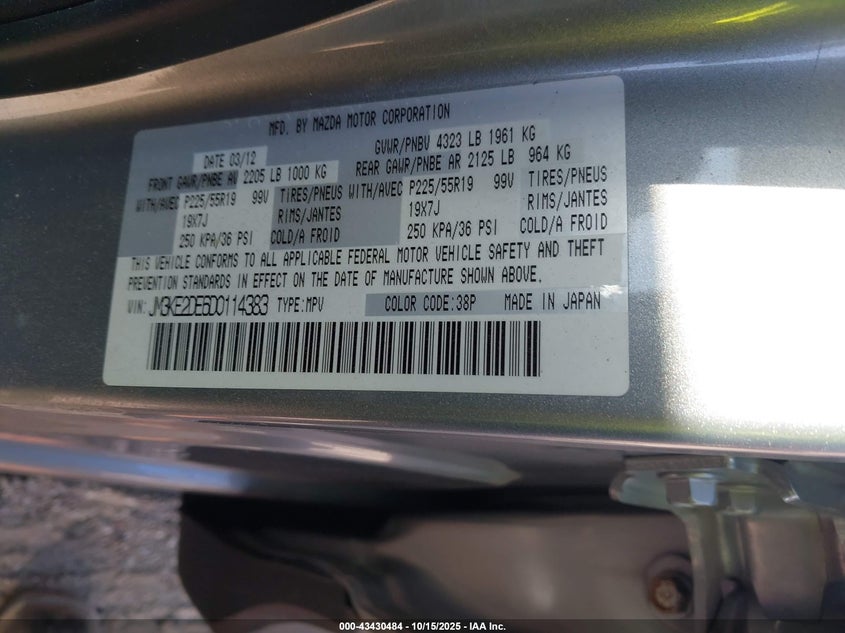 MFD. BY MAZDA MOTOR CORPORATION
DATE 03/12 GVWR/PNBV 4323 LB 1961 KG
FRONT GAWR/PNBE AV 2205 LB 1000 KG REAR GAWR/PNBE AR 2125 LB 964 KG
WITH/AVEC P225/55R19 99V TIRES/PNEUS WITH/AVEC P225/55R19 99V TIRES/PNEUS
19X7J RIMS/JANTES 19X7J RIMS/JANTES
250 KPA/36 PSI COLD/A FROID 250 KPA/36 PSI COLD/A FROID
THIS VEHICLE CONFORMS TO ALL APPLICABLE FEDERAL MOTOR VEHICLE SAFETY AND THEFT
PREVENTION STANDARDS IN EFFECT ON THE DATE OF MANUFACTURE SHOWN ABOVE.
VIN: JM3KE2DE6D0114383 TYPE:MPV COLOR CODE:38P MADE IN JAPAN
000-43430484 - 10/15/2025 - IAA Inc.